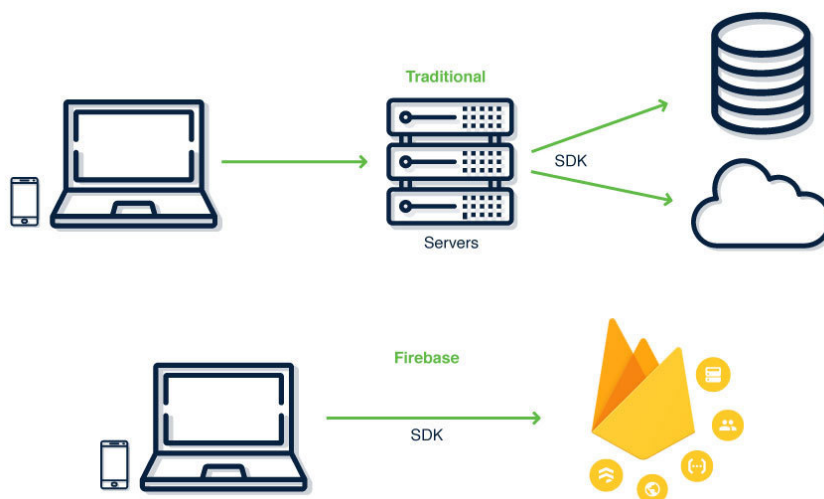 Traditional
SDK
Servers
Firebase
SDK